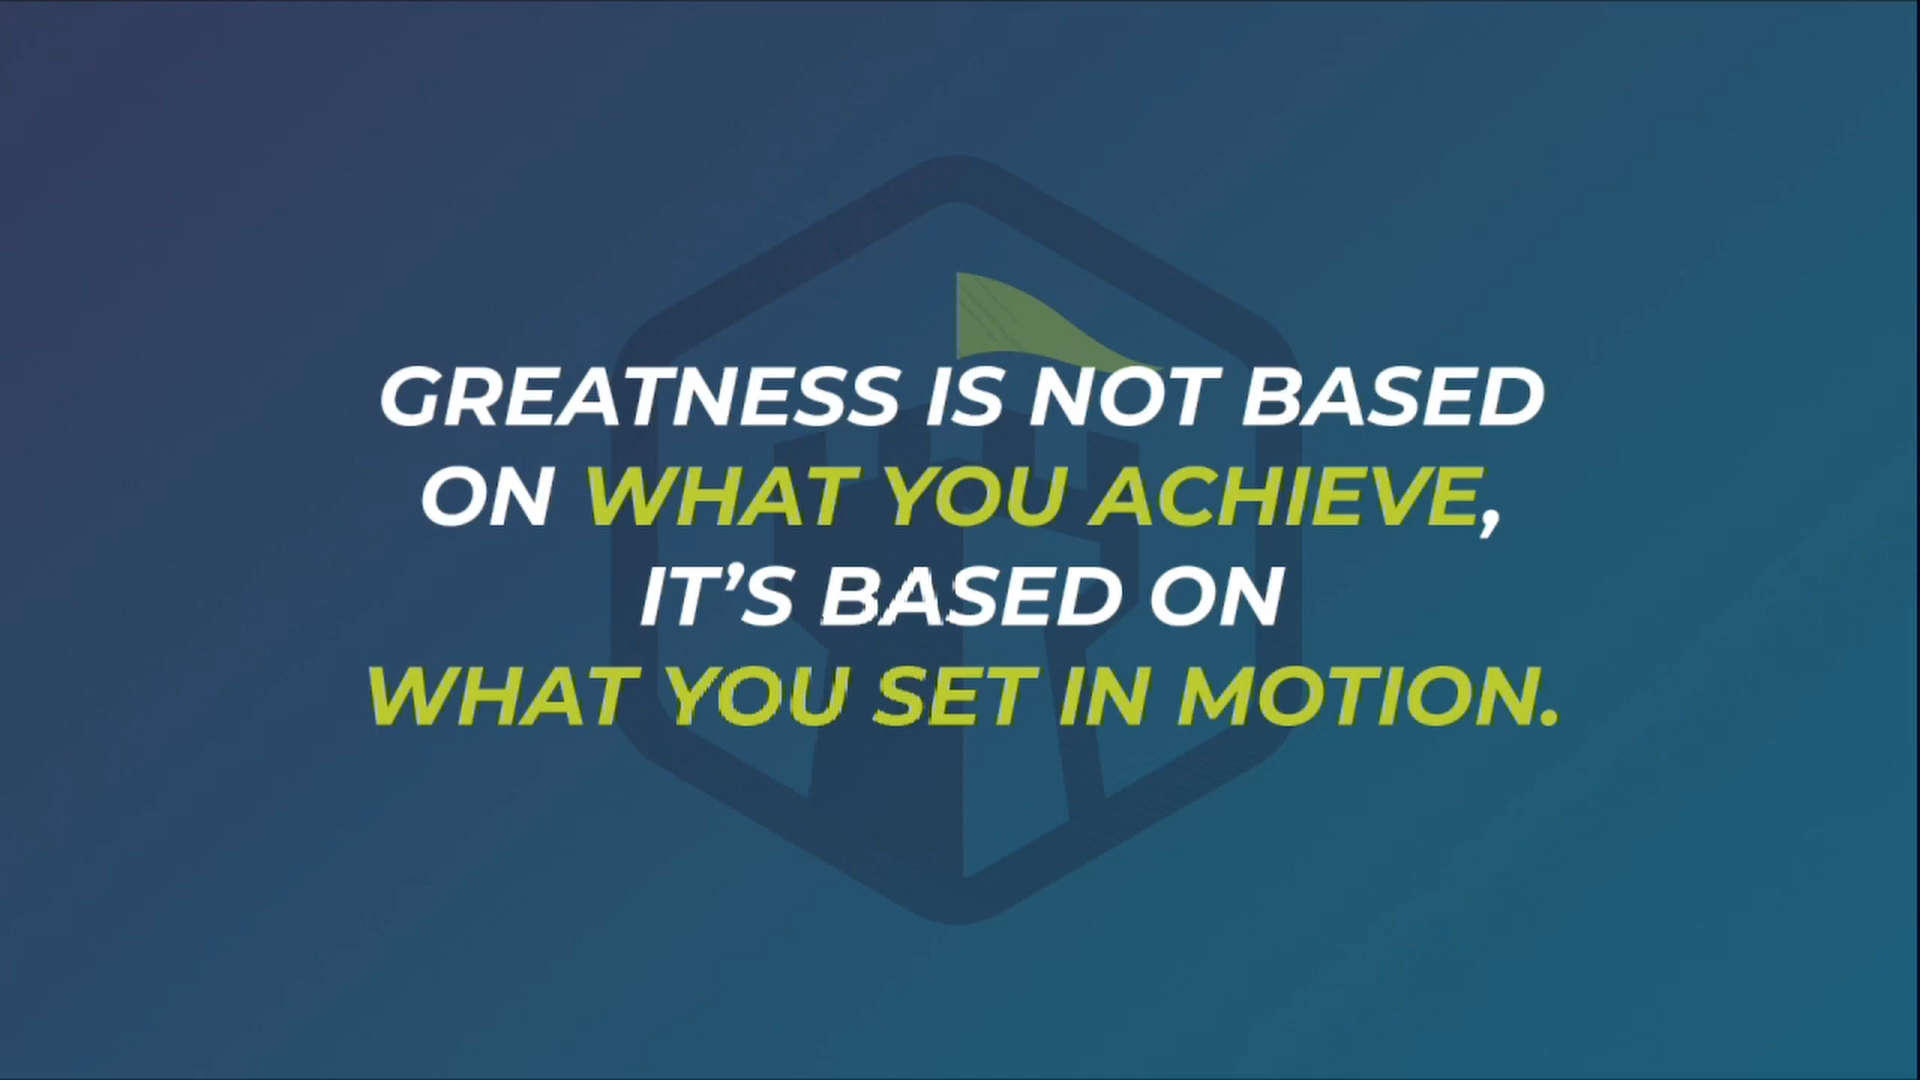 GREATNESS IS NOT BASED
ON WHAT YOU ACHIEVE,
IT’S BASED ON
WHAT YOU SET IN MOTION.